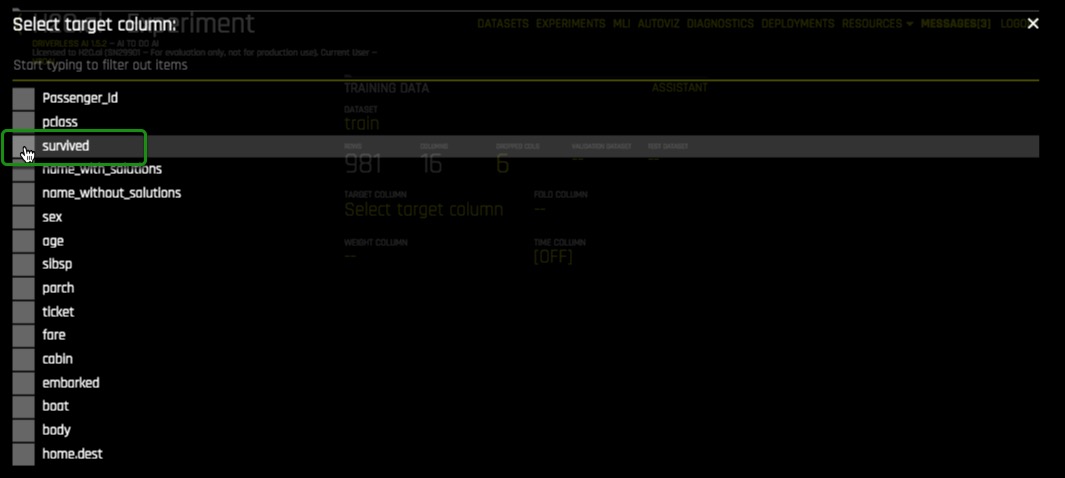 Select target column:
Experiment
DATASETS EXPERIMENTS MLI AUTOVIZ DIAGNOSTICS DEPLOYMENTS RESOURCES MESSAGES[3]
DRIVERLESS AI 1.5.2 – AI TO DO AI
Licensed to H2O.ai (SN29901) – For evaluation only, not for production use), Current User –
Start typing to filter out items
TRAINING DATA
ASSISTANT
DATASET
train
ROWS COLUMNS DROPPED COLS VALIDATION DATASET TEST DATASET
981 16 6 -- --
TARGET COLUMN FOLD COLUMN
Select target column --
WEIGHT COLUMN TIME COLUMN
-- [OFF]
Passenger_Id
pclass
survived
name_with_salutions
name_without_salutions
sex
age
sibsp
parch
ticket
fare
cabin
embarked
boat
body
home.dest